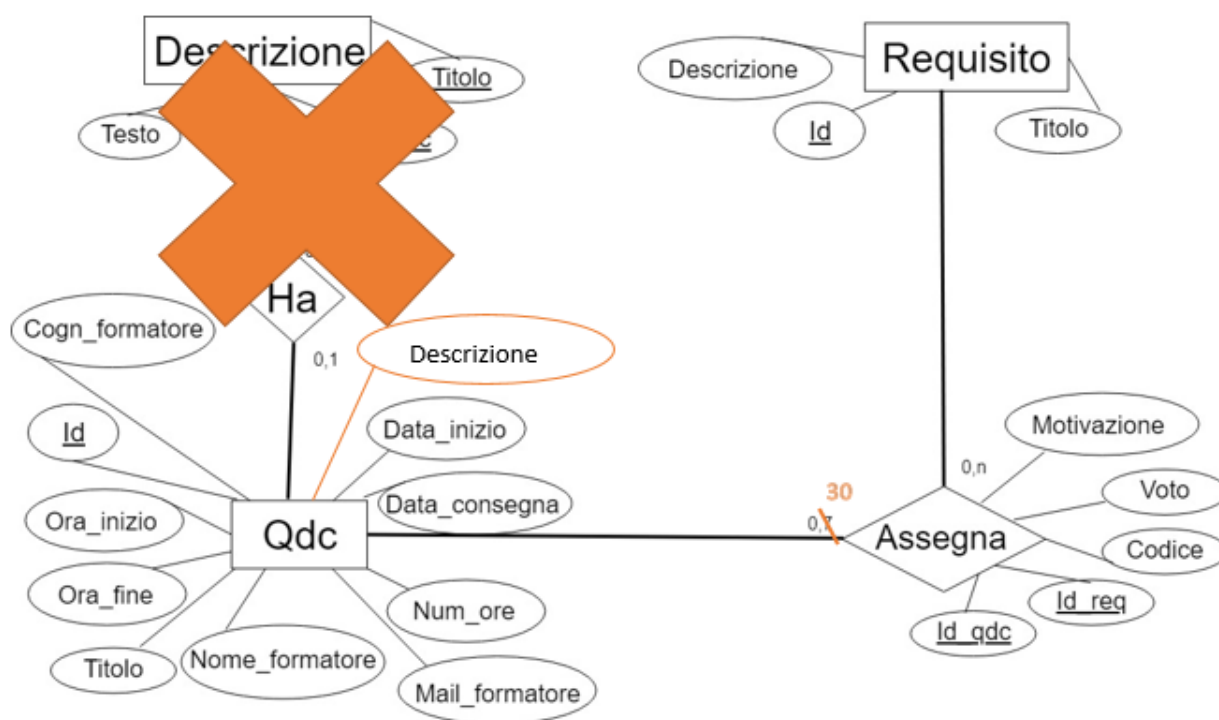 Descrizione
Requisito
Titolo
Descrizione
Testo
Id
Titolo
Ha
Cogn_formatore
0,1
Descrizione
Id
Data_inizio
Motivazione
0,n
30
Data_consegna
Voto
Ora_inizio
Qdc
0,7
Assegna
Codice
Ora_fine
Num_ore
Id_req
Id_qdc
Titolo
Nome_formatore
Mail_formatore